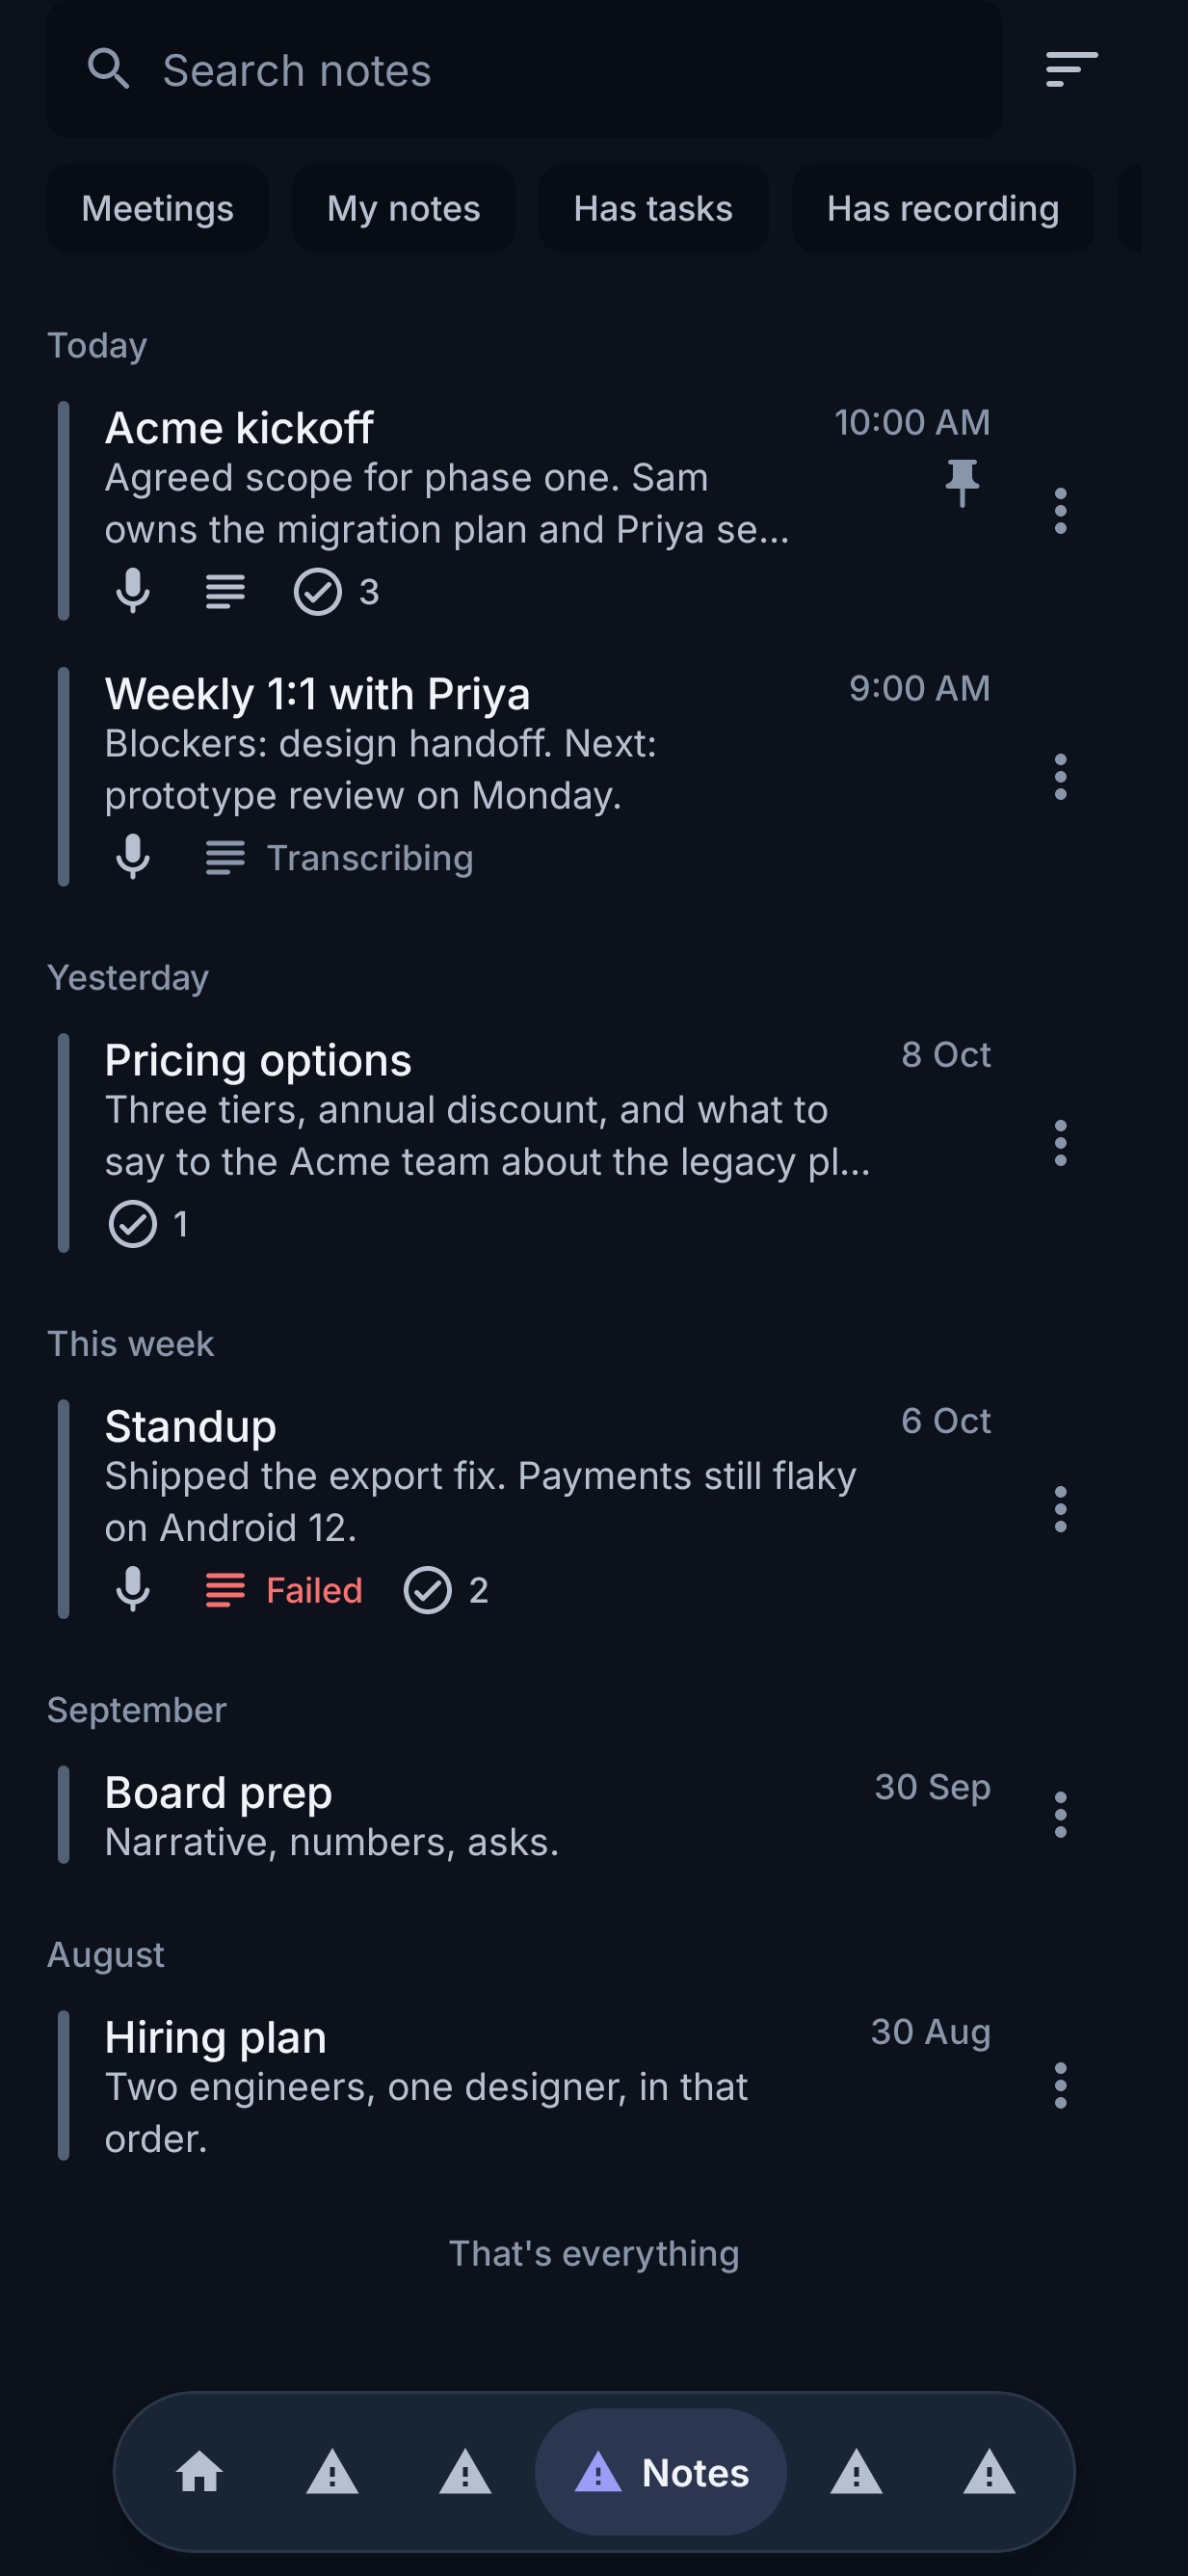 Search notes
Meetings
My notes
Has tasks
Has recording
Today
Acme kickoff
10:00 AM
Agreed scope for phase one. Sam
owns the migration plan and Priya se...
3
Weekly 1:1 with Priya
9:00 AM
Blockers: design handoff. Next:
prototype review on Monday.
Transcribing
Yesterday
Pricing options
8 Oct
Three tiers, annual discount, and what to
say to the Acme team about the legacy pl...
1
This week
Standup
6 Oct
Shipped the export fix. Payments still flaky
on Android 12.
Failed
2
September
Board prep
30 Sep
Narrative, numbers, asks.
August
Hiring plan
30 Aug
Two engineers, one designer, in that
order.
That's everything
Notes